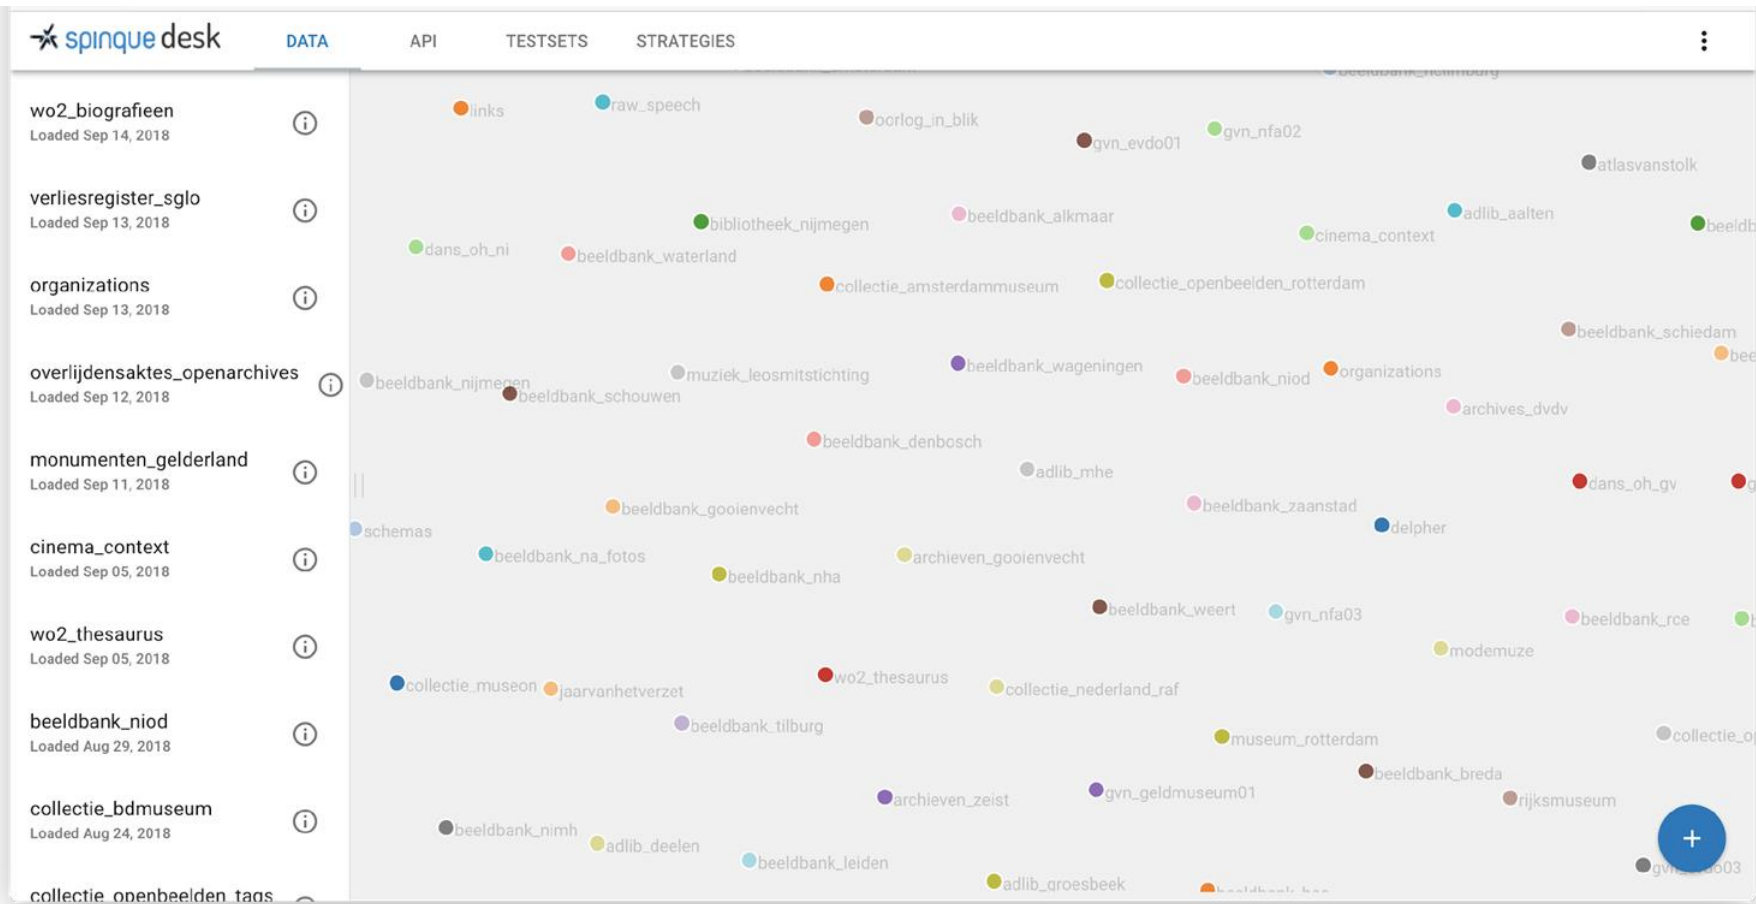 spinque desk
DATA
API
TESTSETS
STRATEGIES
wo2_biografieen
Loaded Sep 14, 2018
verliesregister_sglo
Loaded Sep 13, 2018
organizations
Loaded Sep 13, 2018
overlijdensaktes_openarchives
Loaded Sep 12, 2018
monumenten_gelderland
Loaded Sep 11, 2018
cinema_context
Loaded Sep 05, 2018
wo2_thesaurus
Loaded Sep 05, 2018
beeldbank_niod
Loaded Aug 29, 2018
collectie_bdmuseum
Loaded Aug 24, 2018
collectie_openbeelden_tags
links
raw_speech
oorlog_in_blik
gvn_evdo01
gvn_nfa02
atlasvanstolk
bibliotheek_nijmegen
beeldbank_alkmaar
adlib_aalten
cinema_context
beeldb
dans_oh_ni
beeldbank_waterland
collectie_amsterdammuseum
collectie_openbeelden_rotterdam
beeldbank_schiedam
bee
beeldbank_nijmegen
muziek_leosmitstichting
beeldbank_wageningen
beeldbank_niod
organizations
beeldbank_schouwen
archives_dvdv
beeldbank_denbosch
adlib_mhe
dans_oh_gv
g
beeldbank_gooienvecht
beeldbank_zaanstad
schemas
delpher
beeldbank_na_fotos
archieven_gooienvecht
beeldbank_nha
beeldbank_weert
gvn_nfa03
beeldbank_rce
modemuze
collectie_museon
jaarvanhetverzet
wo2_thesaurus
collectie_nederland_raf
beeldbank_tilburg
museum_rotterdam
collectie_o
beeldbank_breda
archieven_zeist
gvn_geldmuseum01
rijksmuseum
beeldbank_nimh
adlib_deelen
beeldbank_leiden
adlib_groesbeek
+